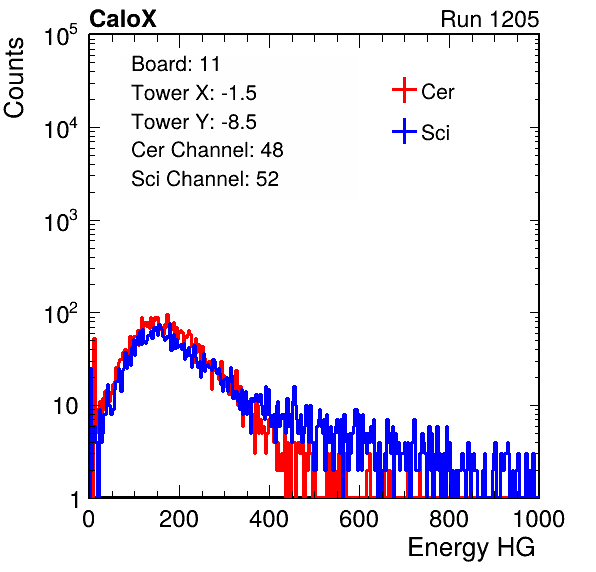 CaloX
Run 1205
Counts
10^5
10^4
10^3
10^2
10
1
Board: 11
Tower X: -1.5
Tower Y: -8.5
Cer Channel: 48
Sci Channel: 52
Cer
Sci
0 200 400 600 800 1000
Energy HG